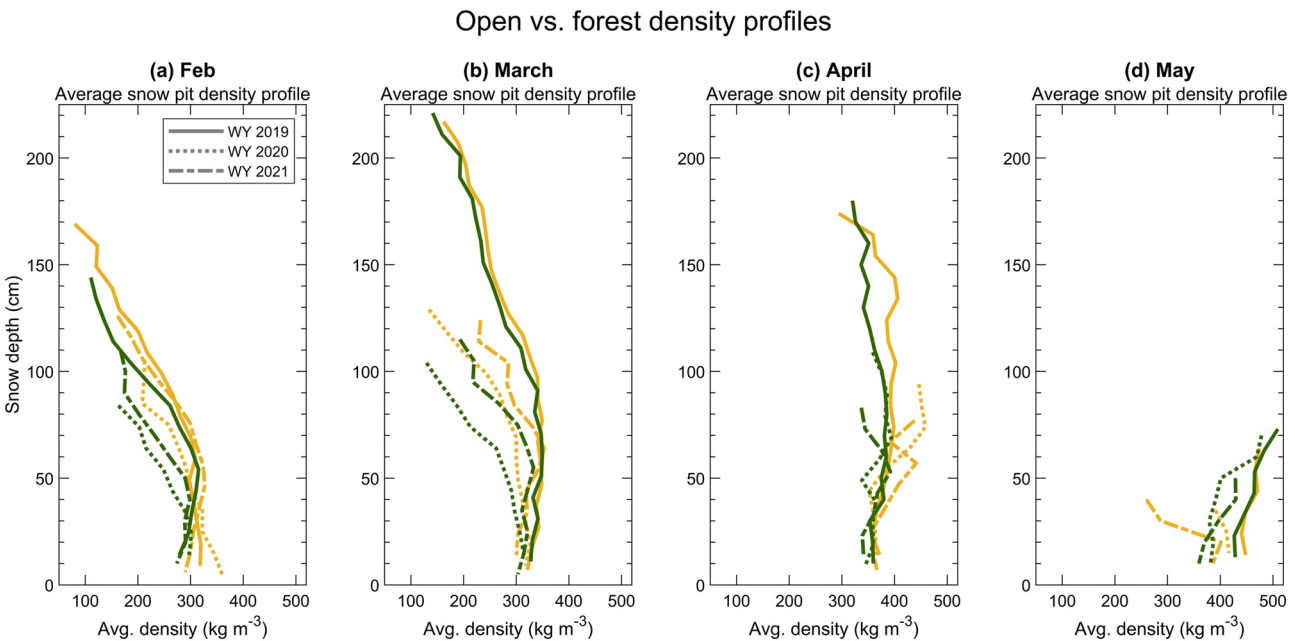 Open vs. forest density profiles
(a) Feb
Average snow pit density profile
WY 2019
WY 2020
WY 2021
200
150
100
50
0
Snow depth (cm)
100 200 300 400 500
Avg. density (kg m-3)
(b) March
Average snow pit density profile
200
150
100
50
0
100 200 300 400 500
Avg. density (kg m-3)
(c) April
Average snow pit density profile
200
150
100
50
0
100 200 300 400 500
Avg. density (kg m-3)
(d) May
Average snow pit density profile
200
150
100
50
0
100 200 300 400 500
Avg. density (kg m-3)